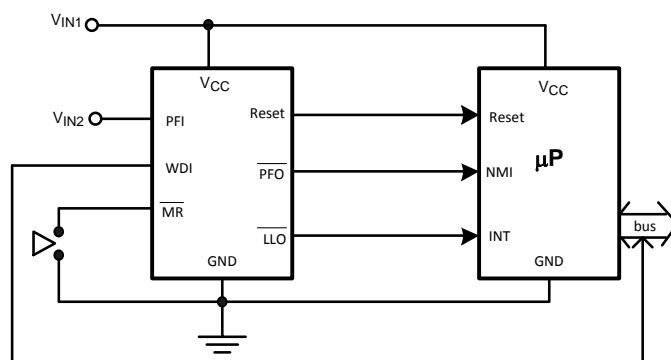 VIN1
VCC
VCC
VIN2
PFI
Reset
Reset
μP
WDI
PFO
NMI
MR
LLO
INT
bus
GND
GND